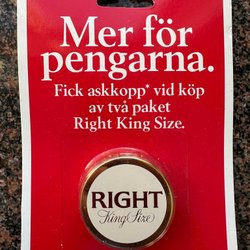 Mer för
pengarna.
Fick askkopp* vid köp
av två paket
Right King Size.
RIGHT
King Size